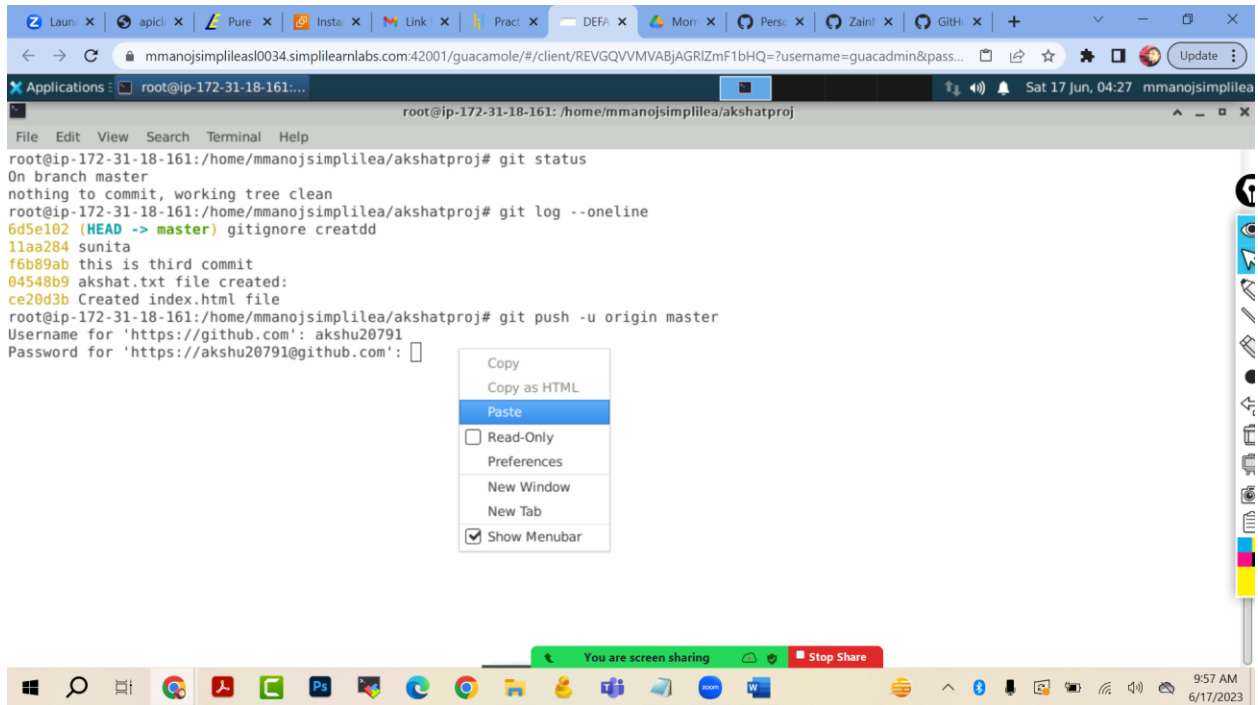 Laun
apicl
Pure
Insta
Link
Pract
DEFA
Morn
Perso
Zainl
GitH
mmanojsimplileasl0034.simplilearnlabs.com:42001/guacamole/#/client/REVGQVVMVABjAGRlZmF1bHQ=?username=guacadmin&pass...
Update
Applications
root@ip-172-31-18-161:...
Sat 17 Jun, 04:27 mmanojsimplilea
root@ip-172-31-18-161: /home/mmanojsimplilea/akshatproj
File Edit View Search Terminal Help
root@ip-172-31-18-161:/home/mmanojsimplilea/akshatproj# git status
On branch master
nothing to commit, working tree clean
root@ip-172-31-18-161:/home/mmanojsimplilea/akshatproj# git log --oneline
6d5e102 (HEAD -> master) gitignore creatdd
11aa284 sunita
f6b89ab this is third commit
04548b9 akshat.txt file created:
ce20d3b Created index.html file
root@ip-172-31-18-161:/home/mmanojsimplilea/akshatproj# git push -u origin master
Username for 'https://github.com': akshu20791
Password for 'https://akshu20791@github.com':
Copy
Copy as HTML
Paste
Read-Only
Preferences
New Window
New Tab
Show Menubar
You are screen sharing
Stop Share
Ps
zoom
W
9:57 AM
6/17/2023